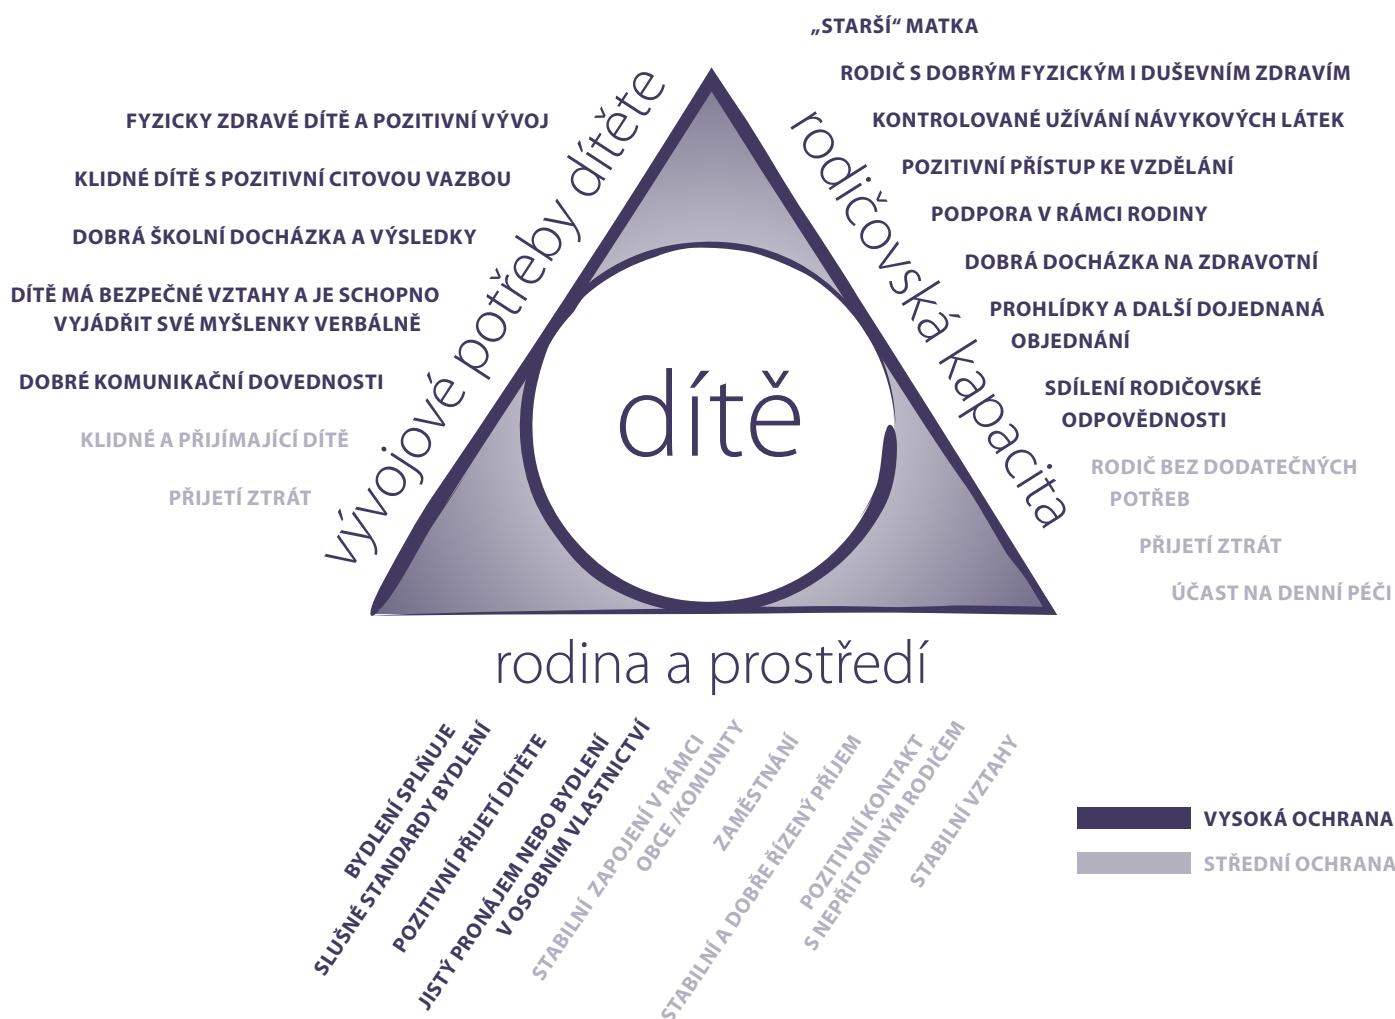 „STARŠÍ“ MATKA
RODIČ S DOBRÝM FYZICKÝM I DUŠEVNÍM ZDRAVÍM
KONTROLOVANÉ UŽÍVÁNÍ NÁVYKOVÝCH LÁTEK
POZITIVNÍ PŘÍSTUP KE VZDĚLÁNÍ
PODPORA V RÁMCI RODINY
DOBRÁ DOCHÁZKA NA ZDRAVOTNÍ
PROHLÍDKY A DALŠÍ DOJEDNANÁ
OBJEDNÁNÍ
SDÍLENÍ RODIČOVSKÉ
ODPOVĚDNOSTI
RODIČ BEZ DODATEČNÝCH
POTŘEB
PŘIJETÍ ZTRÁT
ÚČAST NA DENNÍ PÉČI
FYZICKY ZDRAVÉ DÍTĚ A POZITIVNÍ VÝVOJ
KLIDNÉ DÍTĚ S POZITIVNÍ CITOVOU VAZBOU
DOBRÁ ŠKOLNÍ DOCHÁZKA A VÝSLEDKY
DÍTĚ MÁ BEZPEČNÉ VZTAHY A JE SCHOPNO
VYJÁDŘIT SVÉ MYŠLENKY VERBÁLNĚ
DOBRÉ KOMUNIKAČNÍ DOVEDNOSTI
KLIDNÉ A PŘIJÍMAJÍCÍ DÍTĚ
PŘIJETÍ ZTRÁT
vývojové potřeby dítěte
rodičovská kapacita
dítě
rodina a prostředí
BYDLENÍ SPLŇUJE
SLUŠNÉ STANDARDY BYDLENÍ
POZITIVNÍ PŘIJETÍ DÍTĚTE
JISTÝ PRONÁJEM NEBO BYDLENÍ
V OSOBNÍM VLASTNICTVÍ
STABILNÍ ZAPOJENÍ V RÁMCI
OBCE /KOMUNITY
ZAMĚSTNÁNÍ
STABILNÍ A DOBŘE ŘÍZENÝ PŘÍJEM
POZITIVNÍ KONTAKT
S NEPŘÍTOMNÝM RODIČEM
STABILNÍ VZTAHY
VYSOKÁ OCHRANA
STŘEDNÍ OCHRANA